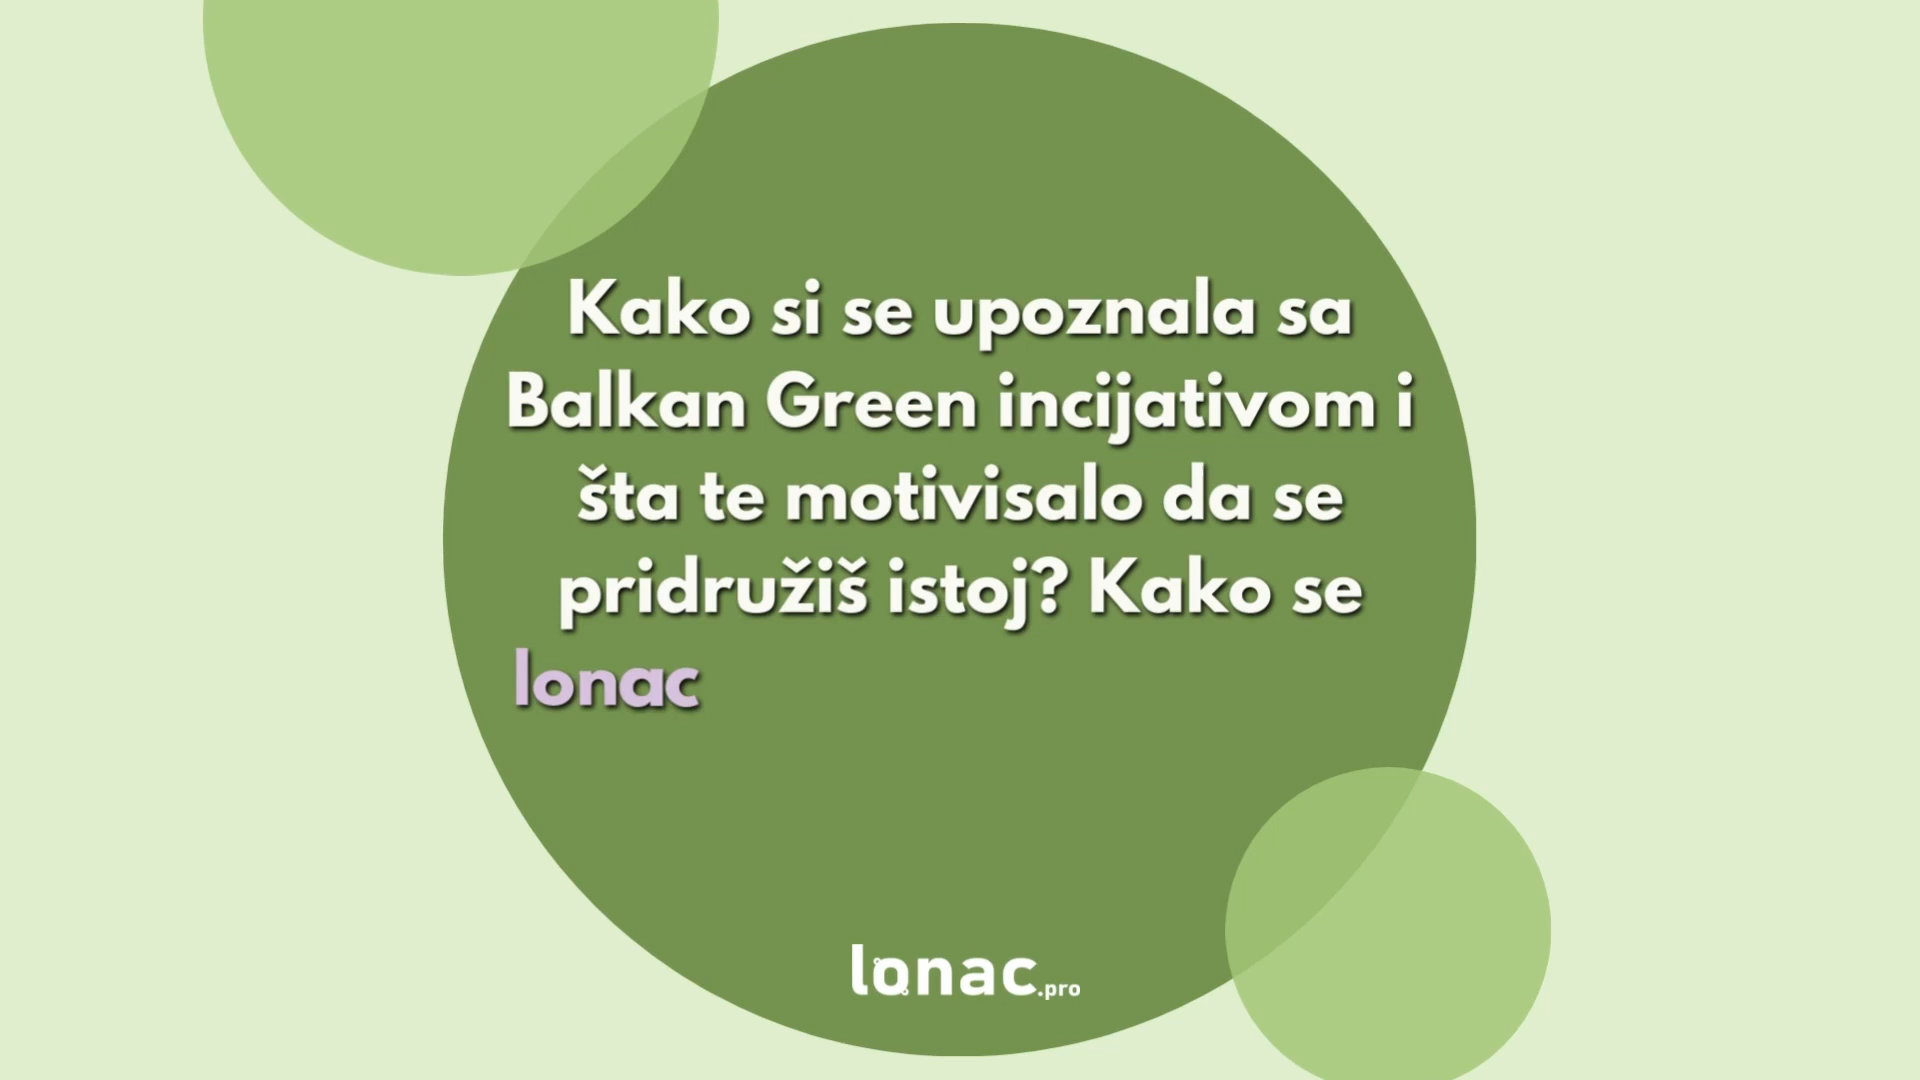 Kako si se upoznala sa
Balkan Green incijativom i
šta te motivisalo da se
pridružiš istoj? Kako se
lonac
lonac.pro